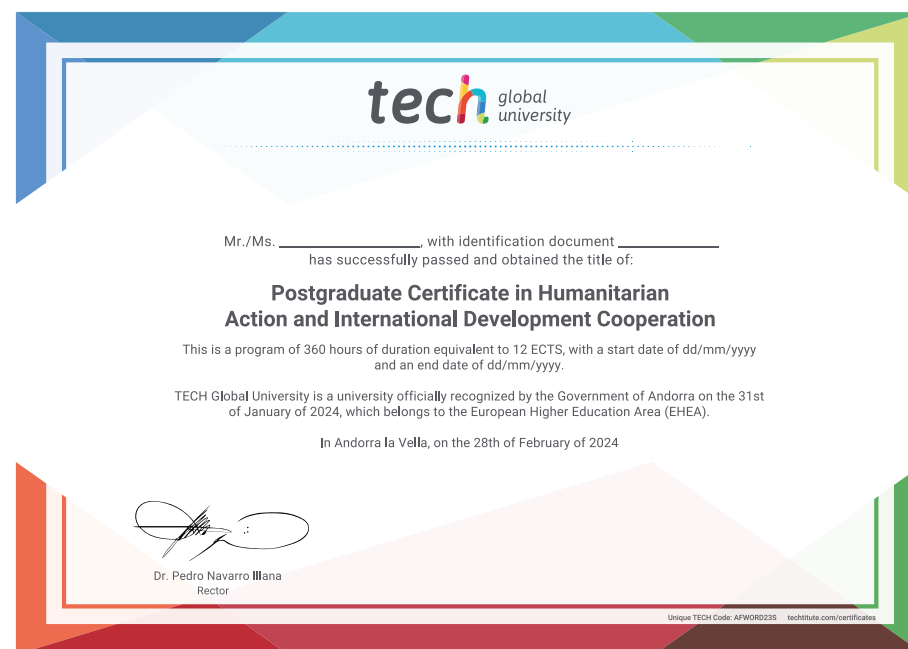 tech global university
Mr./Ms. ____________________, with identification document ______________
has successfully passed and obtained the title of:
Postgraduate Certificate in Humanitarian
Action and International Development Cooperation
This is a program of 360 hours of duration equivalent to 12 ECTS, with a start date of dd/mm/yyyy
and an end date of dd/mm/yyyy.
TECH Global University is a university officially recognized by the Government of Andorra on the 31st
of January of 2024, which belongs to the European Higher Education Area (EHEA).
In Andorra la Vella, on the 28th of February of 2024
Dr. Pedro Navarro Illana
Rector
Unique TECH Code: AFWORD23S techtitute.com/certificates